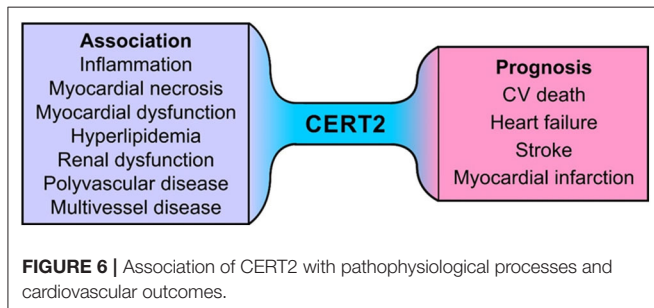 Association
Inflammation
Myocardial necrosis
Myocardial dysfunction
Hyperlipidemia
Renal dysfunction
Polyvascular disease
Multivessel disease
CERT2
Prognosis
CV death
Heart failure
Stroke
Myocardial infarction
FIGURE 6 | Association of CERT2 with pathophysiological processes and
cardiovascular outcomes.